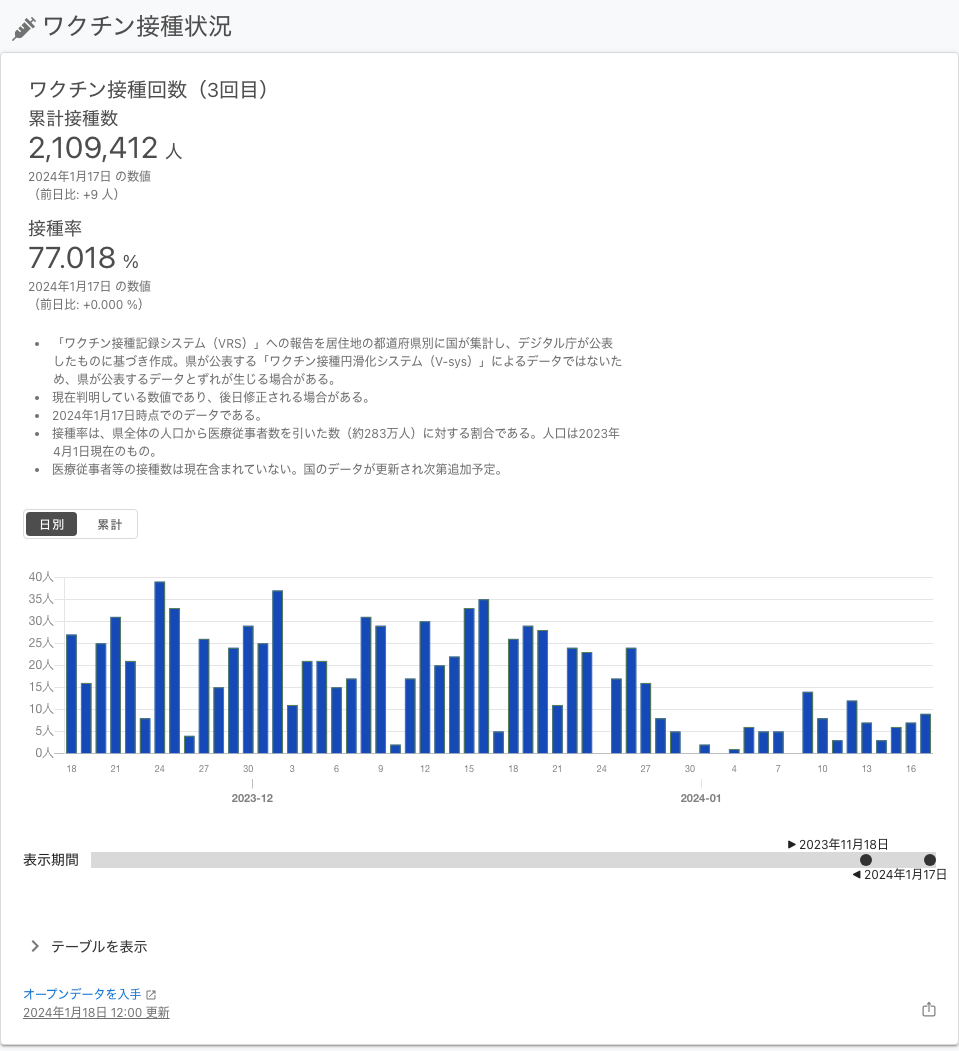 ワクチン接種状況
ワクチン接種回数（3回目）
累計接種数
2,109,412 人
2024年1月17日 の数値
（前日比: +9 人）
接種率
77.018 %
2024年1月17日 の数値
（前日比: +0.000 %）
• 「ワクチン接種記録システム（VRS）」への報告を居住地の都道府県別に国が集計し、デジタル庁が公表
したものに基づき作成。県が公表する「ワクチン接種円滑化システム（V-sys）」によるデータではないた
め、県が公表するデータとずれが生じる場合がある。
• 現在判明している数値であり、後日修正される場合がある。
• 2024年1月17日時点でのデータである。
• 接種率は、県全体の人口から医療従事者数を引いた数（約283万人）に対する割合である。人口は2023年
4月1日現在のもの。
• 医療従事者等の接種数は現在含まれていない。国のデータが更新され次第追加予定。
日別 累計
40人
35人
30人
25人
20人
15人
10人
5人
0人
18 21 24 27 30 3 6 9 12 15 18 21 24 27 30 4 7 10 13 16
2023-12 2024-01
▶ 2023年11月18日
表示期間
◀ 2024年1月17日
テーブルを表示
オープンデータを入手
2024年1月18日 12:00 更新